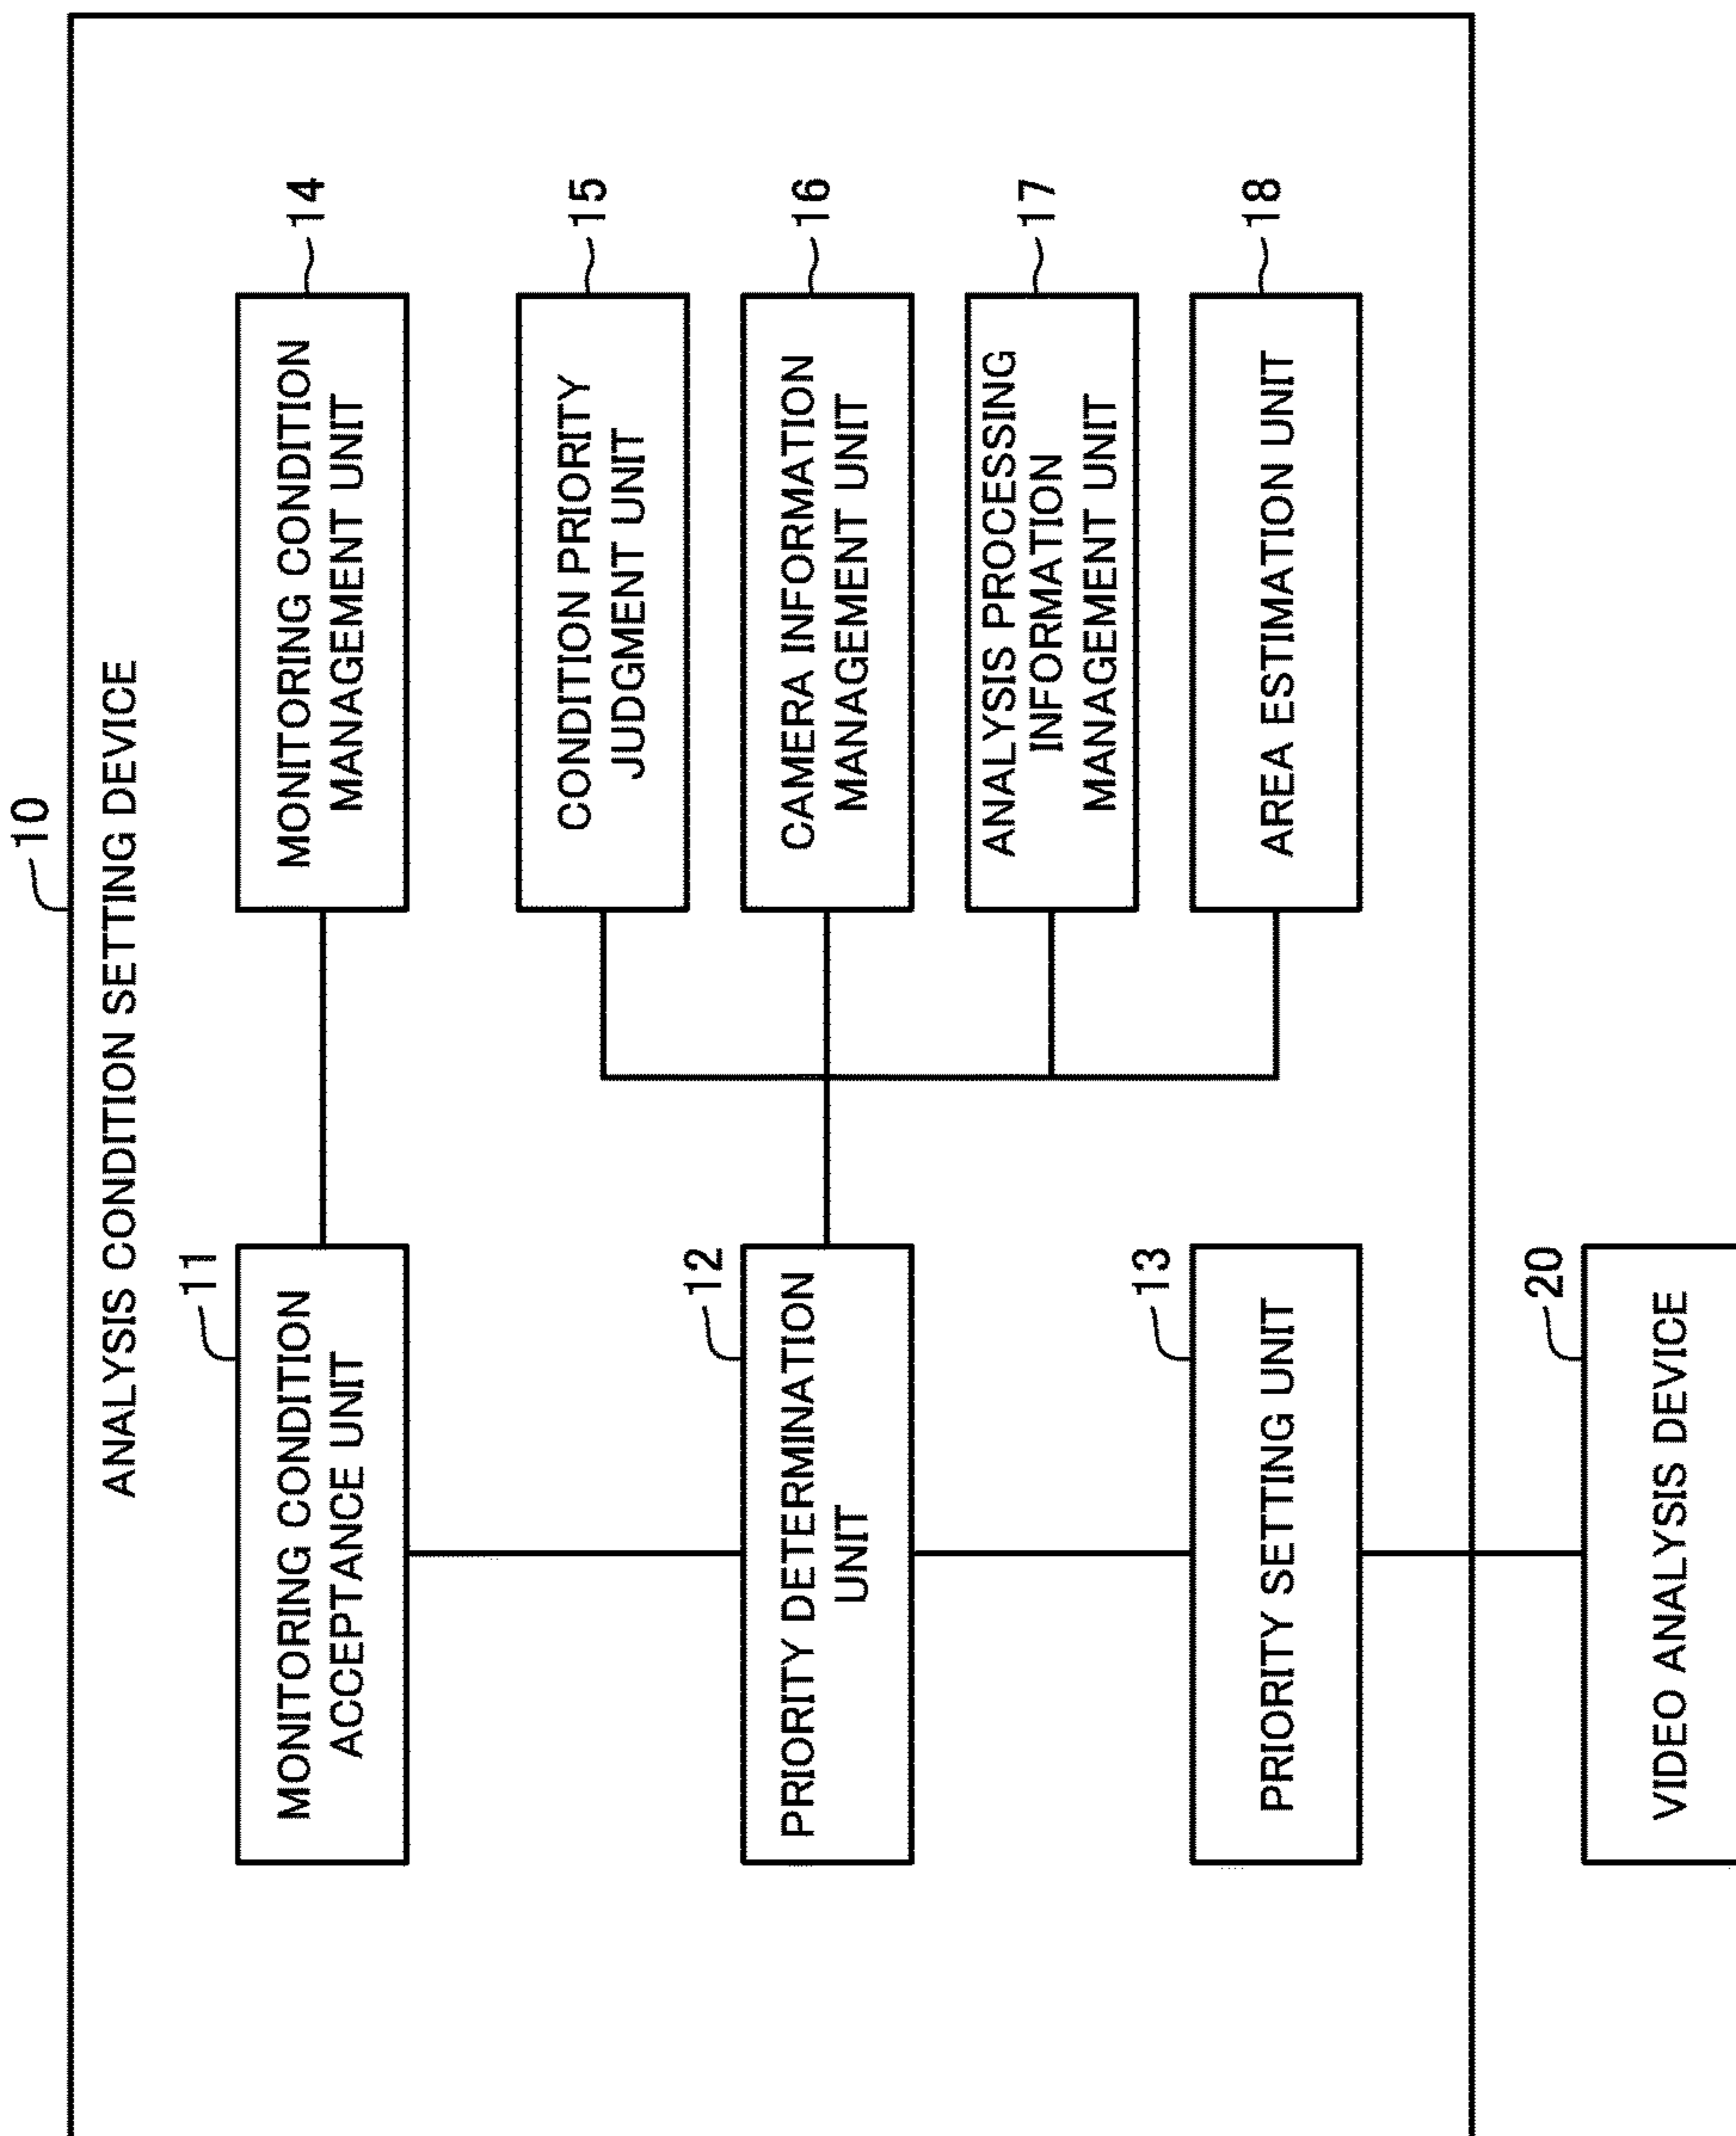 10
ANALYSIS CONDITION SETTING DEVICE
11
MONITORING CONDITION
ACCEPTANCE UNIT
14
MONITORING CONDITION
MANAGEMENT UNIT
15
CONDITION PRIORITY
JUDGMENT UNIT
12
PRIORITY DETERMINATION
UNIT
16
CAMERA INFORMATION
MANAGEMENT UNIT
17
ANALYSIS PROCESSING
INFORMATION
MANAGEMENT UNIT
13
PRIORITY SETTING UNIT
18
AREA ESTIMATION UNIT
20
VIDEO ANALYSIS DEVICE